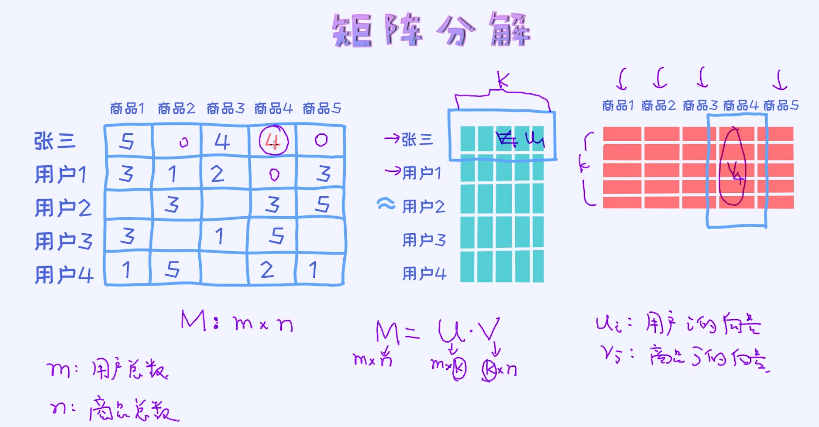 矩阵分解
商品1 商品2 商品3 商品4 商品5
张三 5 0 4 4 0
用户1 3 1 2 0 3
用户2 3 3 5
用户3 3 1 5
用户4 1 5 2 1
K
→张三 U1
→用户1
≈用户2
用户3
用户4
商品1 商品2 商品3 商品4 商品5
k
V4
M: m×n
M= U·V
m×n m×k k×n
m: 用户总数
n: 商品总数
Ui: 用户i的向量
Vj: 商品j的向量